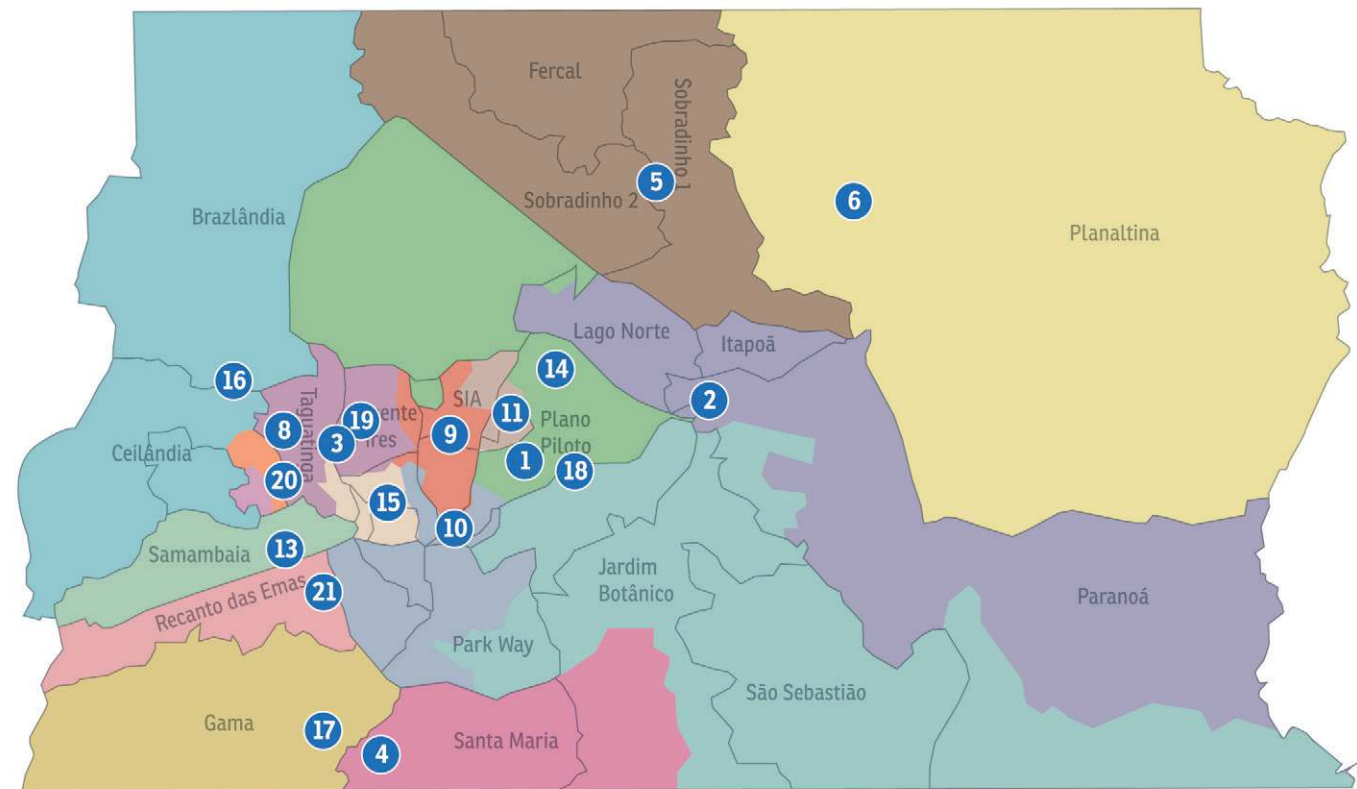 Fercal
Sobradinho 1
5
Sobradinho 2
6
Brazlândia
Planaltina
Lago Norte
Itapoã
14
16
SIA
2
Taguatinga
11
19
ente
ires
8
3
9
Plano
Piloto
Ceilândia
1
18
20
15
10
Samambaia
13
Jardim
Botânico
21
Recanto das Emas
Paranoá
Park Way
São Sebastião
Gama
17
4
Santa Maria